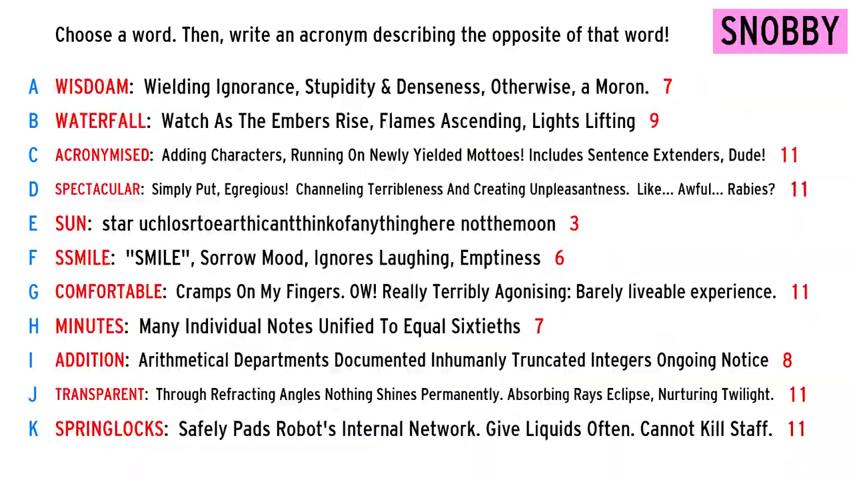 Choose a word. Then, write an acronym describing the opposite of that word!
SNOBBY
A WISDOAM: Wielding Ignorance, Stupidity & Denseness, Otherwise, a Moron. 7
B WATERFALL: Watch As The Embers Rise, Flames Ascending, Lights Lifting 9
C ACRONYMISED: Adding Characters, Running On Newly Yielded Mottoes! Includes Sentence Extenders, Dude! 11
D SPECTACULAR: Simply Put, Egregious! Channeling Terribleness And Creating Unpleasantness. Like... Awful... Rabies? 11
E SUN: star uchlosrtoearthicantthinkofanythinghere notthemoon 3
F SSMILE: "SMILE", Sorrow Mood, Ignores Laughing, Emptiness 6
G COMFORTABLE: Cramps On My Fingers. OW! Really Terribly Agonising: Barely liveable experience. 11
H MINUTES: Many Individual Notes Unified To Equal Sixtieths 7
I ADDITION: Arithmetical Departments Documented Inhumanly Truncated Integers Ongoing Notice 8
J TRANSPARENT: Through Refracting Angles Nothing Shines Permanently. Absorbing Rays Eclipse, Nurturing Twilight. 11
K SPRINGLOCKS: Safely Pads Robot's Internal Network. Give Liquids Often. Cannot Kill Staff. 11